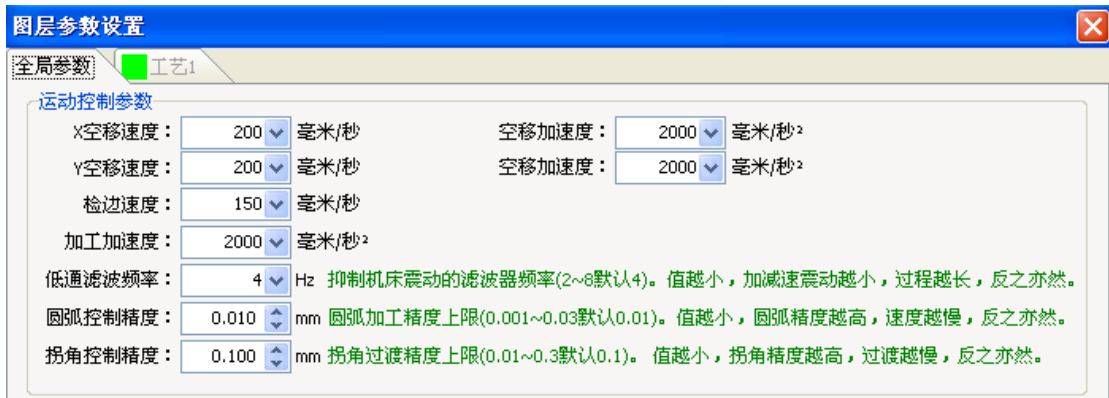 图层参数设置
全局参数 工艺1
运动控制参数
X空移速度： 200 毫米/秒 空移加速度： 2000 毫米/秒²
Y空移速度： 200 毫米/秒 空移加速度： 2000 毫米/秒²
检边速度： 150 毫米/秒
加工加速度： 2000 毫米/秒²
低通滤波频率： 4 Hz 抑制机床震动的滤波器频率(2~8默认4)。值越小，加减速震动越小，过程越长，反之亦然。
圆弧控制精度： 0.010 mm 圆弧加工精度上限(0.001~0.03默认0.01)。值越小，圆弧精度越高，速度越慢，反之亦然。
拐角控制精度： 0.100 mm 拐角过渡精度上限(0.01~0.3默认0.1)。 值越小，拐角精度越高，过渡越慢，反之亦然。